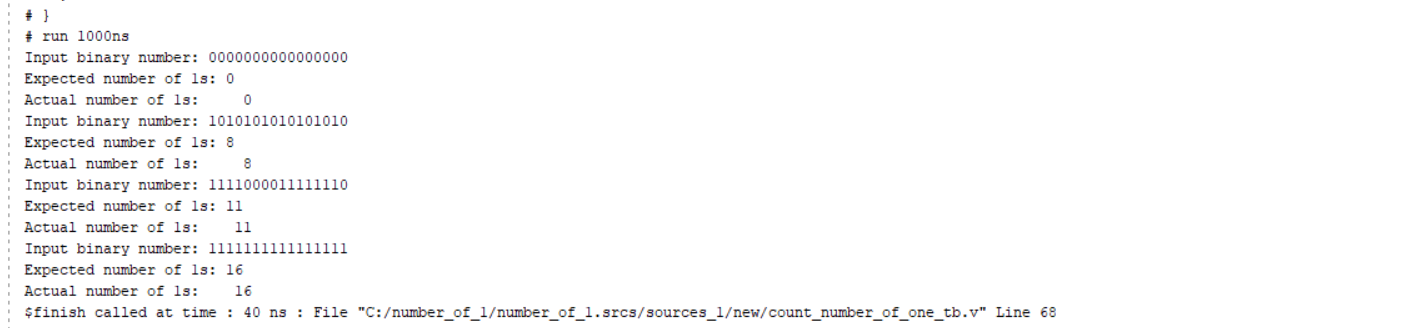 # }
# run 1000ns
Input binary number: 0000000000000000
Expected number of 1s: 0
Actual number of 1s:     0
Input binary number: 1010101010101010
Expected number of 1s: 8
Actual number of 1s:     8
Input binary number: 1111000011111110
Expected number of 1s: 11
Actual number of 1s:    11
Input binary number: 1111111111111111
Expected number of 1s: 16
Actual number of 1s:    16
$finish called at time : 40 ns : File "C:/number_of_1/number_of_1.srcs/sources_1/new/count_number_of_one_tb.v" Line 68